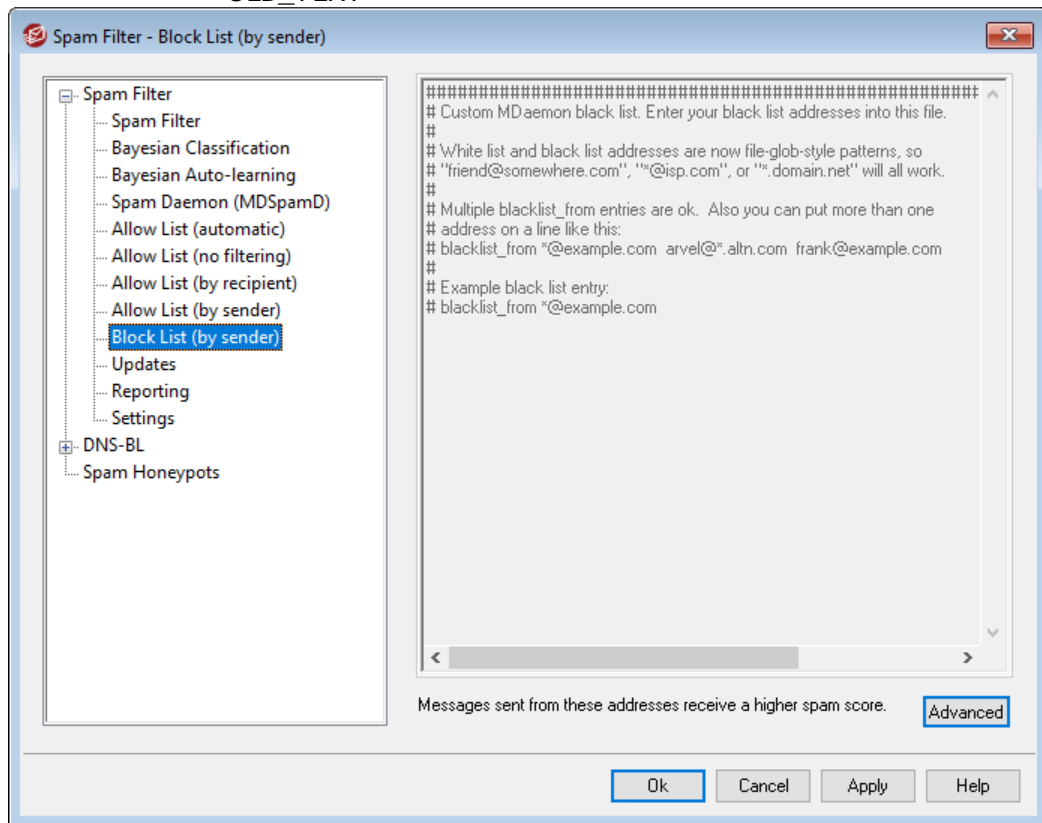 Spam Filter - Block List (by sender)
Spam Filter
Spam Filter
Bayesian Classification
Bayesian Auto-learning
Spam Daemon (MDSpamD)
Allow List (automatic)
Allow List (no filtering)
Allow List (by recipient)
Allow List (by sender)
Block List (by sender)
Updates
Reporting
Settings
DNS-BL
Spam Honeypots
##################################################################
# Custom MDaemon black list. Enter your black list addresses into this file.
#
# White list and black list addresses are now file-glob-style patterns, so
# "friend@somewhere.com", "*@isp.com", or "*.domain.net" will all work.
#
# Multiple blacklist_from entries are ok.  Also you can put more than one
# address on a line like this:
# blacklist_from *@example.com  arvel@*.altn.com  frank@example.com
#
# Example black list entry:
# blacklist_from *@example.com
Messages sent from these addresses receive a higher spam score.
Advanced
Ok
Cancel
Apply
Help